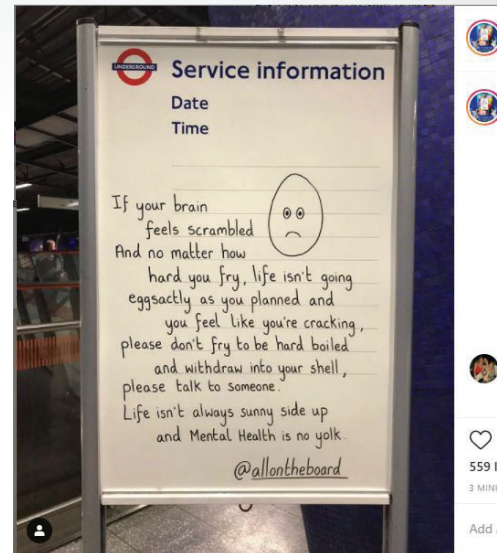 UNDERGROUND
Service information
Date
Time
If your brain
feels scrambled
And no matter how
hard you fry, life isn't going
eggsactly as you planned and
you feel like you're cracking,
please don't fry to be hard boiled
and withdraw into your shell,
please talk to someone.
Life isn't always sunny side up
and Mental Health is no yolk.
@allontheboard
559
Add